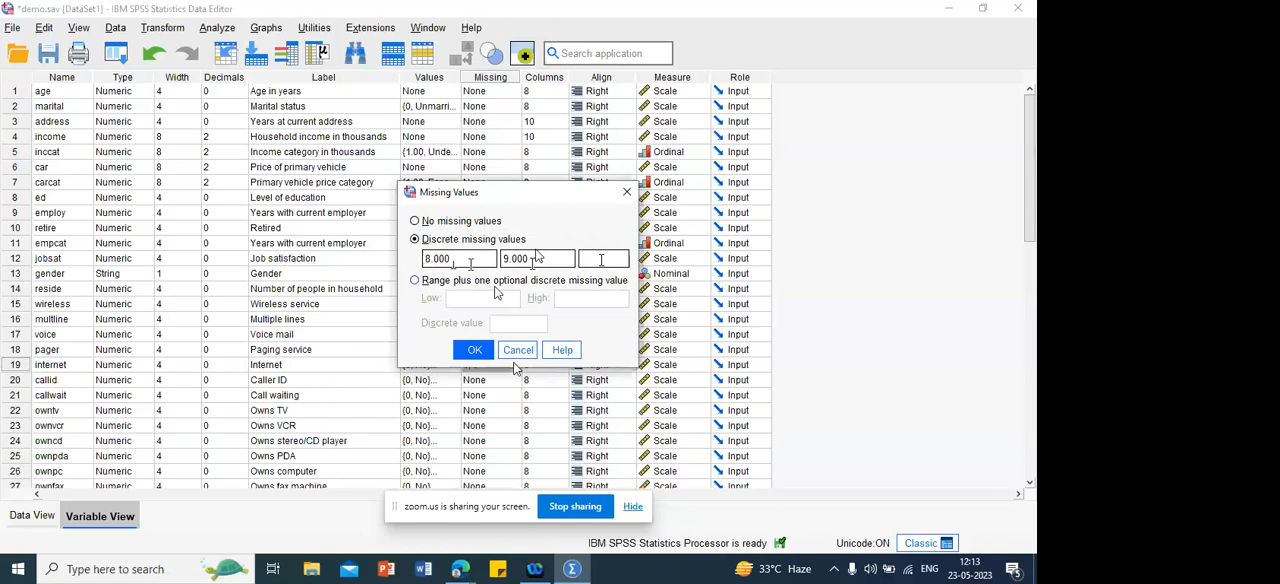 *demo.sav [DataSet1] - IBM SPSS Statistics Data Editor
File Edit View Data Transform Analyze Graphs Utilities Extensions Window Help
Search application
Name Type Width Decimals Label Values Missing Columns Align Measure Role
1 age Numeric 4 0 Age in years None None 8 Right Scale Input
2 marital Numeric 4 0 Marital status {0, Unmarri... None 8 Right Scale Input
3 address Numeric 4 0 Years at current address None None 10 Right Scale Input
4 income Numeric 8 2 Household income in thousands None None 10 Right Scale Input
5 inccat Numeric 8 2 Income category in thousands {1.00, Unde... None 8 Right Ordinal Input
6 car Numeric 8 2 Price of primary vehicle None None 8 Right Scale Input
7 carcat Numeric 8 2 Primary vehicle price category Right Ordinal Input
8 ed Numeric 4 0 Level of education Right Scale Input
9 employ Numeric 4 0 Years with current employer Right Scale Input
10 retire Numeric 4 0 Retired Right Scale Input
11 empcat Numeric 4 0 Years with current employer Right Ordinal Input
12 jobsat Numeric 4 0 Job satisfaction Right Scale Input
13 gender String 1 0 Gender Right Nominal Input
14 reside Numeric 4 0 Number of people in household Right Scale Input
15 wireless Numeric 4 0 Wireless service Right Scale Input
16 multline Numeric 4 0 Multiple lines Right Scale Input
17 voice Numeric 4 0 Voice mail Right Scale Input
18 pager Numeric 4 0 Paging service Right Scale Input
19 internet Numeric 4 0 Internet Right Scale Input
20 callid Numeric 4 0 Caller ID {0, No}... None 8 Right Scale Input
21 callwait Numeric 4 0 Call waiting {0, No}... None 8 Right Scale Input
22 owntv Numeric 4 0 Owns TV {0, No}... None 8 Right Scale Input
23 ownvcr Numeric 4 0 Owns VCR {0, No}... None 8 Right Scale Input
24 owncd Numeric 4 0 Owns stereo/CD player {0, No}... None 8 Right Scale Input
25 ownpda Numeric 4 0 Owns PDA {0, No}... None 8 Right Scale Input
26 ownpc Numeric 4 0 Owns computer {0, No}... None 8 Right Scale Input
27 ownfax Numeric 4 0 Owns fax machine {0, No}... None 8 Right Scale Input
Missing Values
No missing values
Discrete missing values
8.000 9.000
Range plus one optional discrete missing value
Low: High:
Discrete value:
OK Cancel Help
zoom.us is sharing your screen. Stop sharing Hide
Data View Variable View
IBM SPSS Statistics Processor is ready Unicode:ON Classic
Type here to search
33°C Haze
ENG
12:13
23-05-2023
5